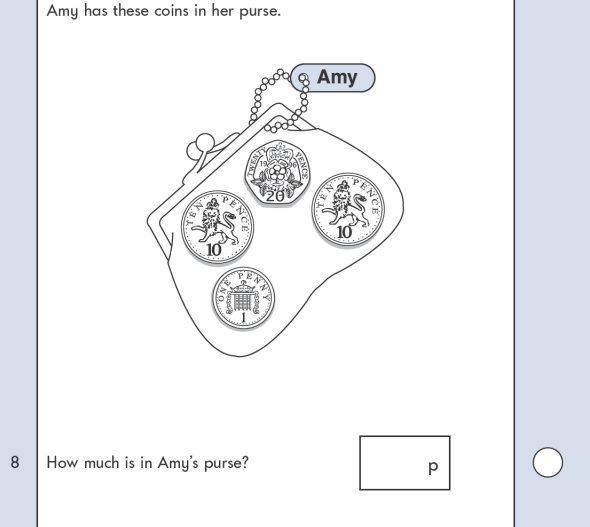 Amy has these coins in her purse.
Amy
TWENTY PENCE
1998
20
TEN PENCE
10
TEN PENCE
10
ONE PENNY
1
8 How much is in Amy's purse?
p